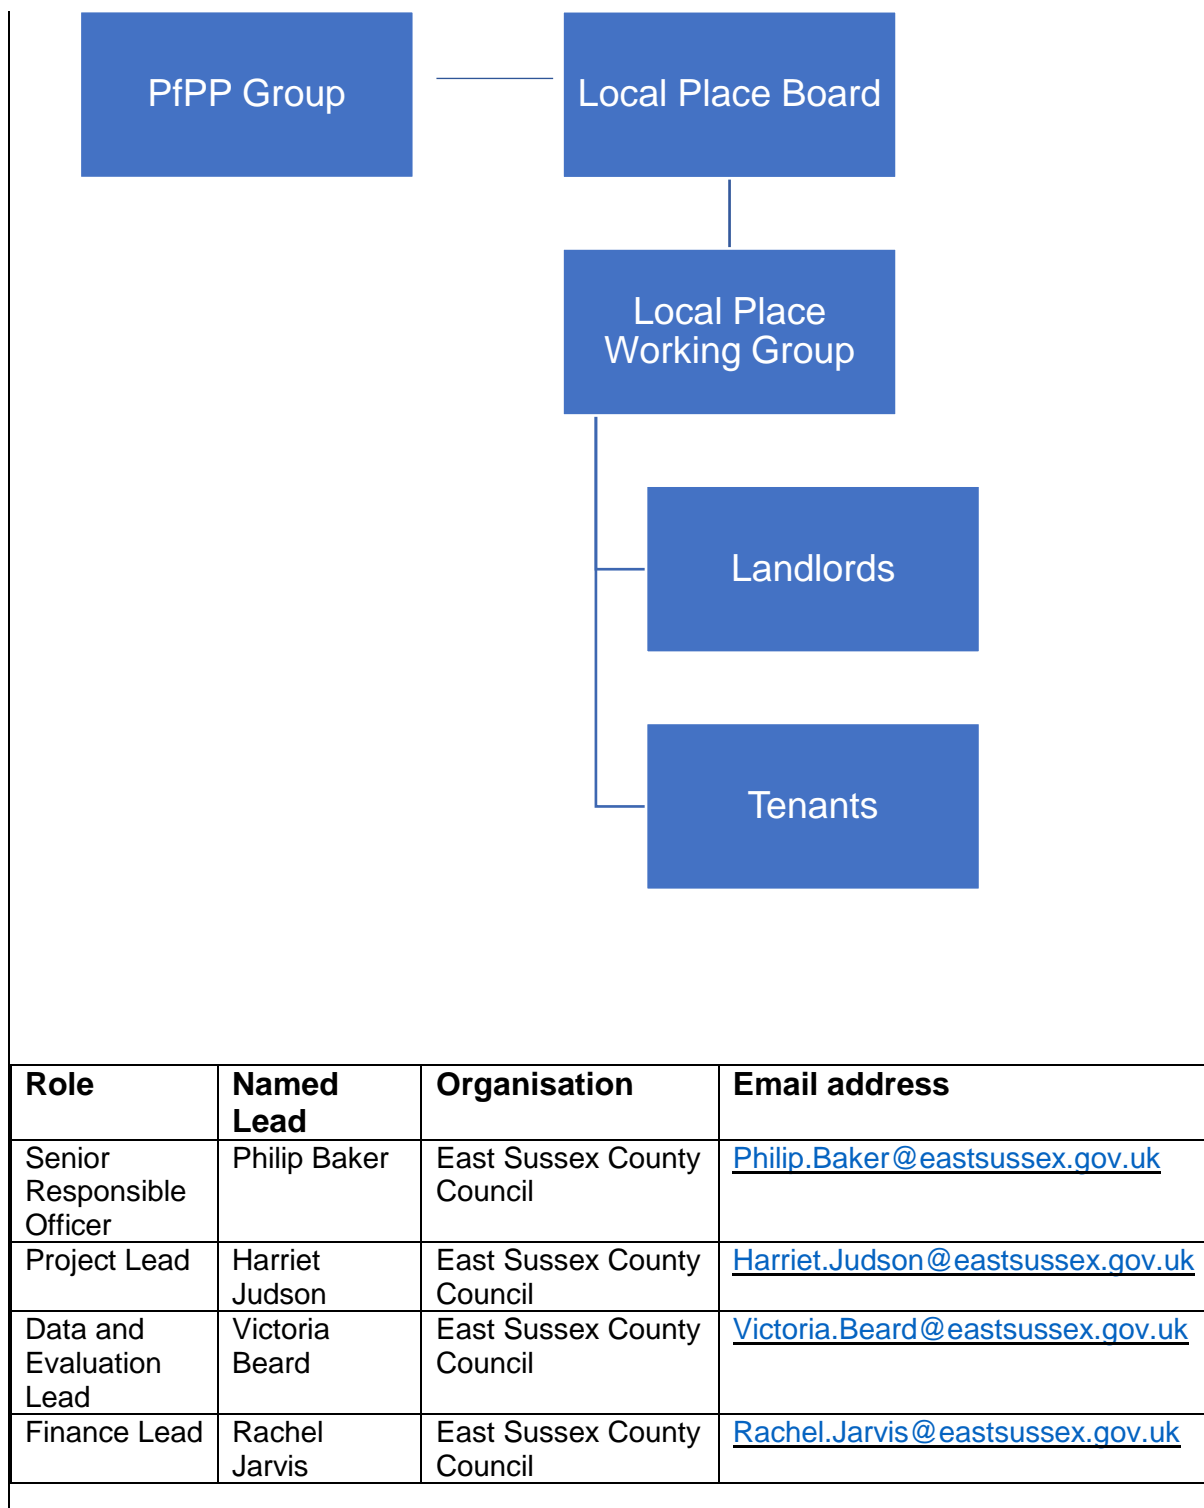 PfPP Group
Local Place Board
Local Place
Working Group
Landlords
Tenants
Role
Named
Lead
Organisation
Email address
Senior
Responsible
Officer
Philip Baker
East Sussex County
Council
Philip.Baker@eastsussex.gov.uk
Project Lead
Harriet
Judson
East Sussex County
Council
Harriet.Judson@eastsussex.gov.uk
Data and
Evaluation
Lead
Victoria
Beard
East Sussex County
Council
Victoria.Beard@eastsussex.gov.uk
Finance Lead
Rachel
Jarvis
East Sussex County
Council
Rachel.Jarvis@eastsussex.gov.uk